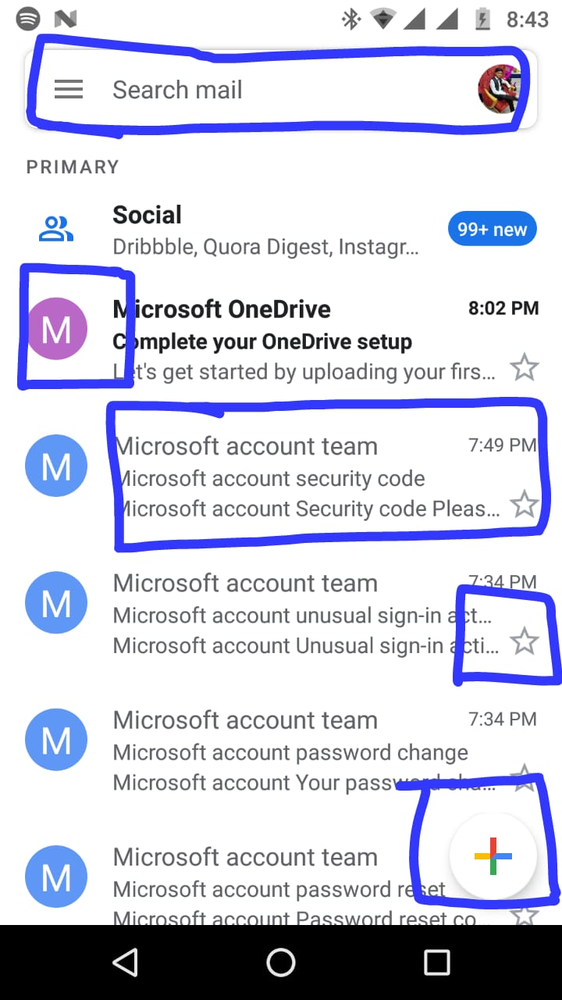 8:43
Search mail
PRIMARY
Social
Dribbble, Quora Digest, Instagr...
99+ new
M
Microsoft OneDrive
8:02 PM
Complete your OneDrive setup
Let's get started by uploading your firs...
M
Microsoft account team
7:49 PM
Microsoft account security code
Microsoft account Security code Pleas...
M
Microsoft account team
7:34 PM
Microsoft account unusual sign-in act...
Microsoft account Unusual sign-in acti...
M
Microsoft account team
7:34 PM
Microsoft account password change
Microsoft account Your password cha...
M
Microsoft account team
Microsoft account password reset
Microsoft account Password reset co...